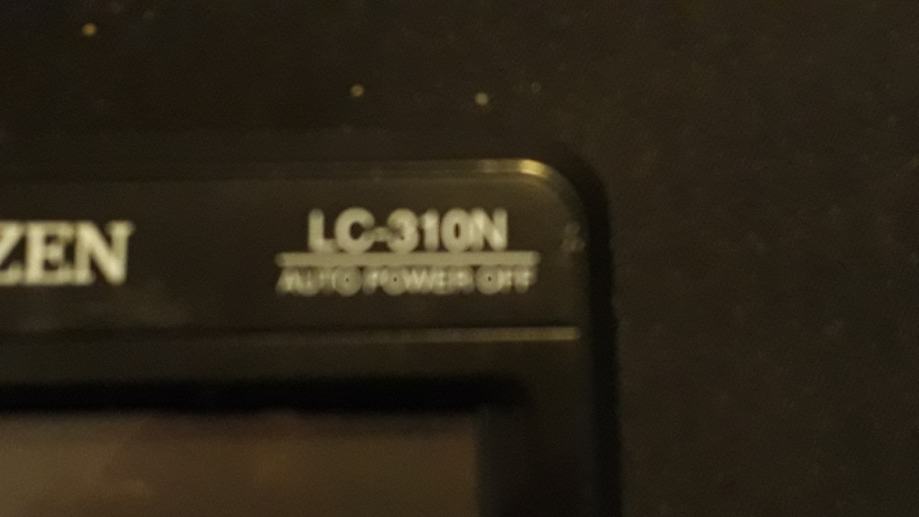 ZEN
LC-310N
AUTO POWER OFF